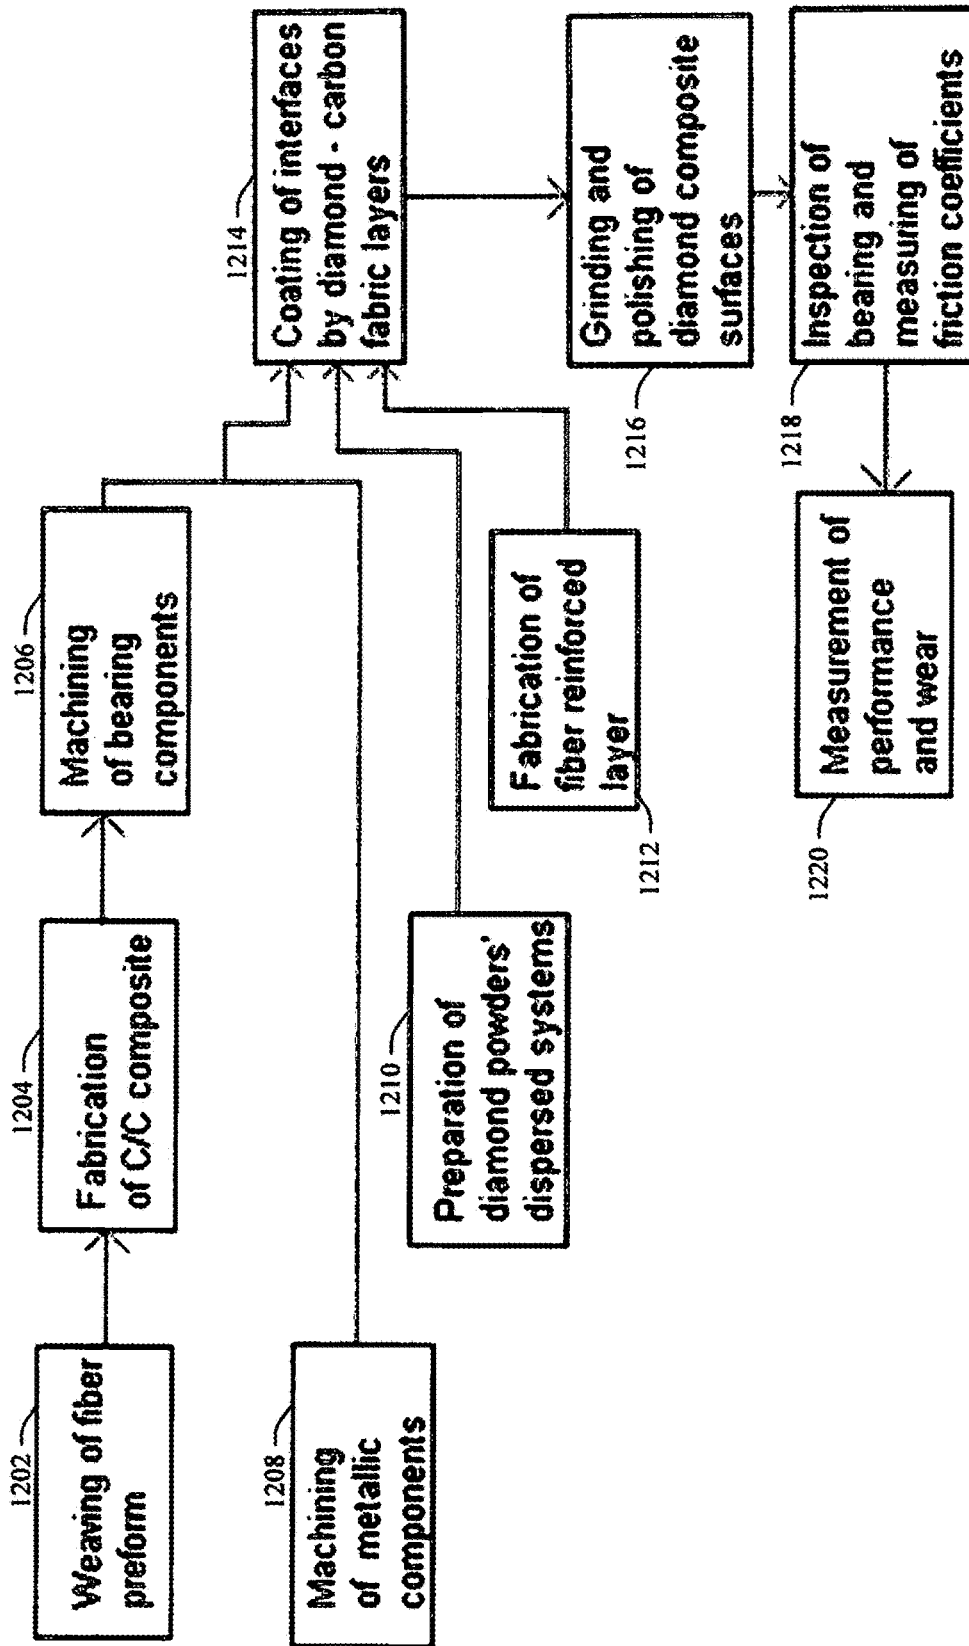 1202
Weaving of fiber
preform
1204
Fabrication
of C/C composite
1206
Machining
of bearing
components
1208
Machining
of metallic
components
1210
Preparation of
diamond powders'
dispersed systems
1212
Fabrication of
fiber reinforced
layer
1214
Coating of interfaces
by diamond - carbon
fabric layers
1216
Grinding and
polishing of
diamond composite
surfaces
1218
Inspection of
bearing and
measuring of
friction coefficients
1220
Measurement of
performance
and wear